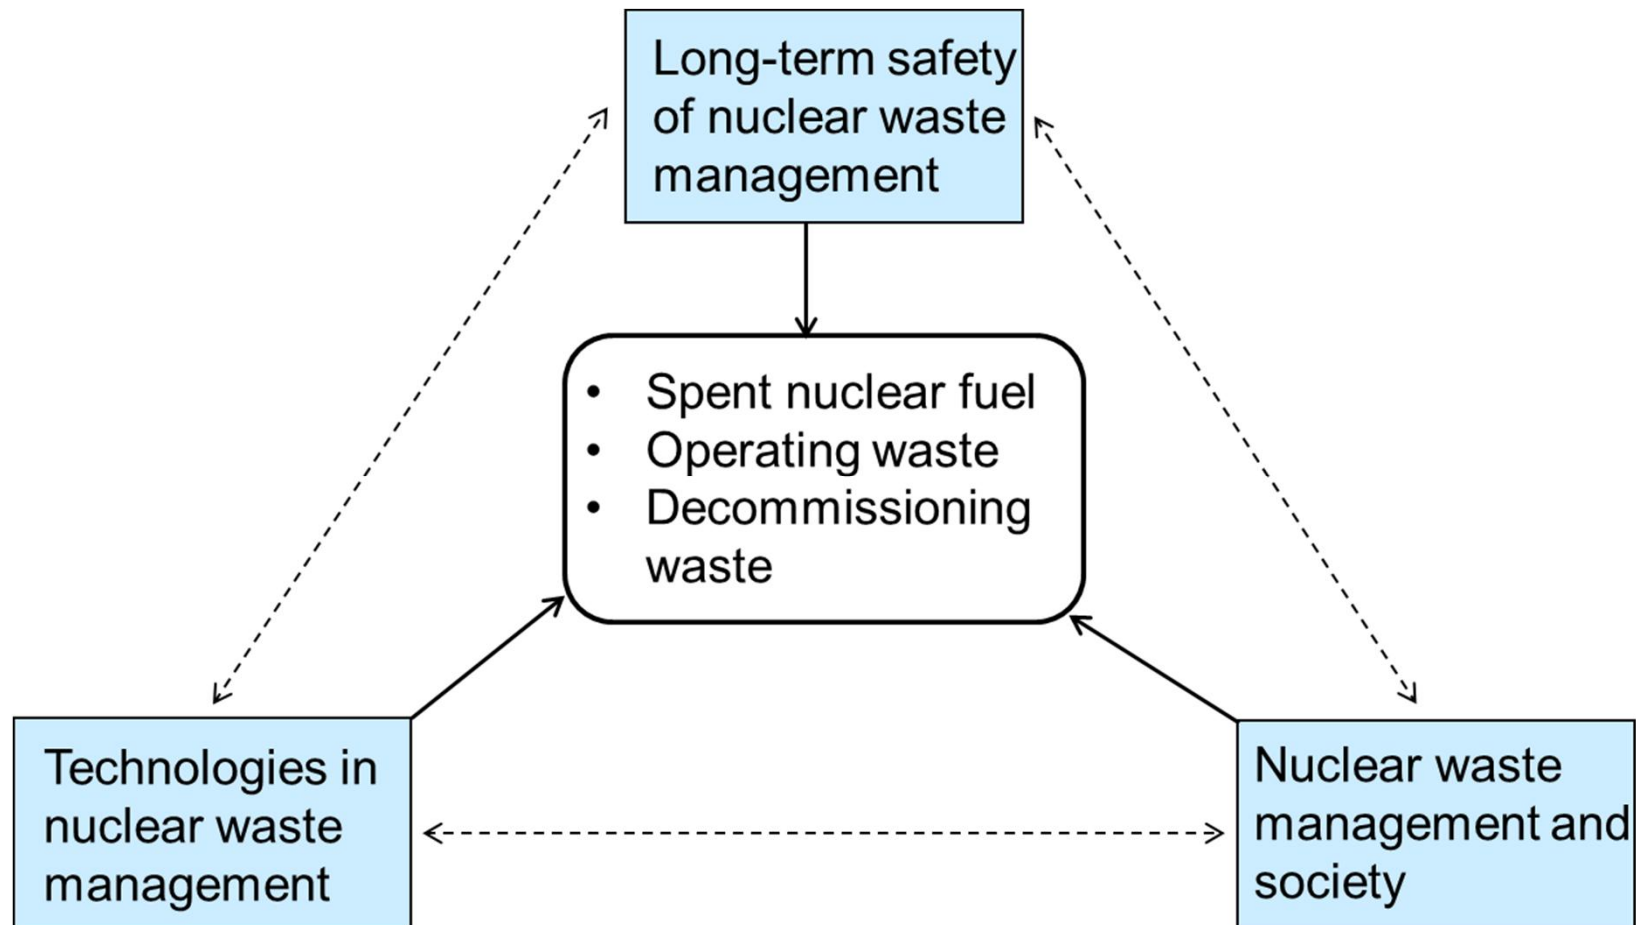 Long-term safety
of nuclear waste
management
• Spent nuclear fuel
• Operating waste
• Decommissioning
waste
Technologies in
nuclear waste
management
Nuclear waste
management and
society